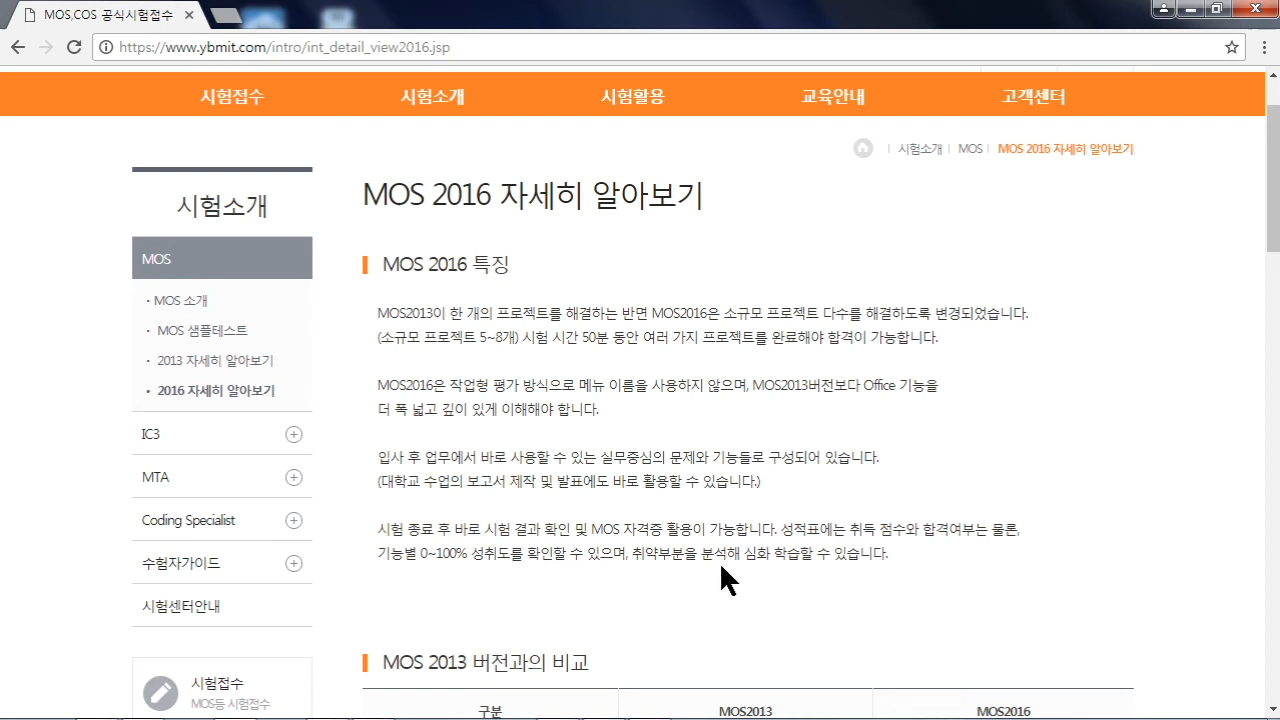 MOS,COS 공식시험접수
https://www.ybmit.com/intro/int_detail_view2016.jsp
시험접수 시험소개 시험활용 교육안내 고객센터
시험소개 MOS MOS 2016 자세히 알아보기
시험소개
MOS
· MOS 소개
· MOS 샘플테스트
· 2013 자세히 알아보기
· 2016 자세히 알아보기
IC3
MTA
Coding Specialist
수험자가이드
시험센터안내
시험접수
MOS등 시험접수
MOS 2016 자세히 알아보기
MOS 2016 특징
MOS2013이 한 개의 프로젝트를 해결하는 반면 MOS2016은 소규모 프로젝트 다수를 해결하도록 변경되었습니다.
(소규모 프로젝트 5~8개) 시험 시간 50분 동안 여러 가지 프로젝트를 완료해야 합격이 가능합니다.
MOS2016은 작업형 평가 방식으로 메뉴 이름을 사용하지 않으며, MOS2013버전보다 Office 기능을
더 폭 넓고 깊이 있게 이해해야 합니다.
입사 후 업무에서 바로 사용할 수 있는 실무중심의 문제와 기능들로 구성되어 있습니다.
(대학교 수업의 보고서 제작 및 발표에도 바로 활용할 수 있습니다.)
시험 종료 후 바로 시험 결과 확인 및 MOS 자격증 활용이 가능합니다. 성적표에는 취득 점수와 합격여부는 물론,
기능별 0~100% 성취도를 확인할 수 있으며, 취약부분을 분석해 심화 학습할 수 있습니다.
MOS 2013 버전과의 비교
구분 MOS2013 MOS2016